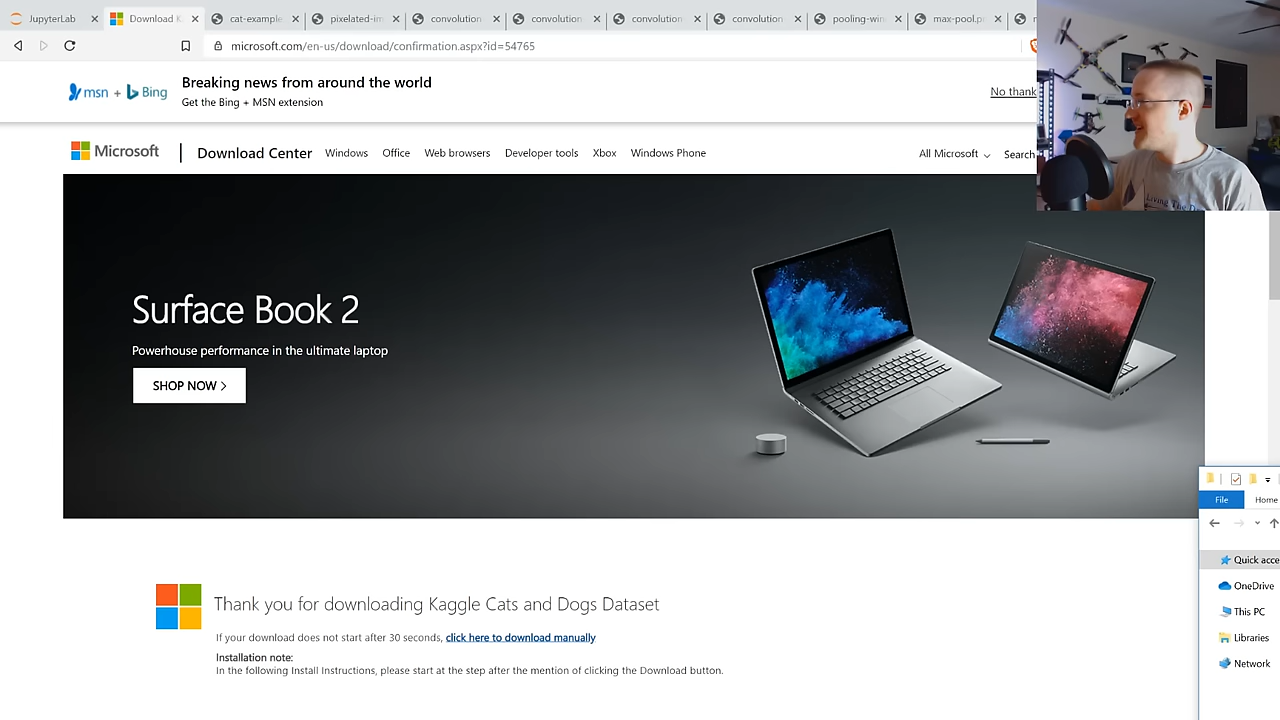 JupyterLab
Download K
cat-example
pixelated-im
convolution
convolution
convolution
convolution
pooling-win
max-pool.p
microsoft.com/en-us/download/confirmation.aspx?id=54765
msn + Bing
Breaking news from around the world
Get the Bing + MSN extension
No thank
Microsoft
Download Center
Windows
Office
Web browsers
Developer tools
Xbox
Windows Phone
All Microsoft
Search
Living The D
Surface Book 2
Powerhouse performance in the ultimate laptop
SHOP NOW >
File
Home
Quick acce
OneDrive
This PC
Libraries
Network
Thank you for downloading Kaggle Cats and Dogs Dataset
If your download does not start after 30 seconds, click here to download manually
Installation note:
In the following Install Instructions, please start at the step after the mention of clicking the Download button.